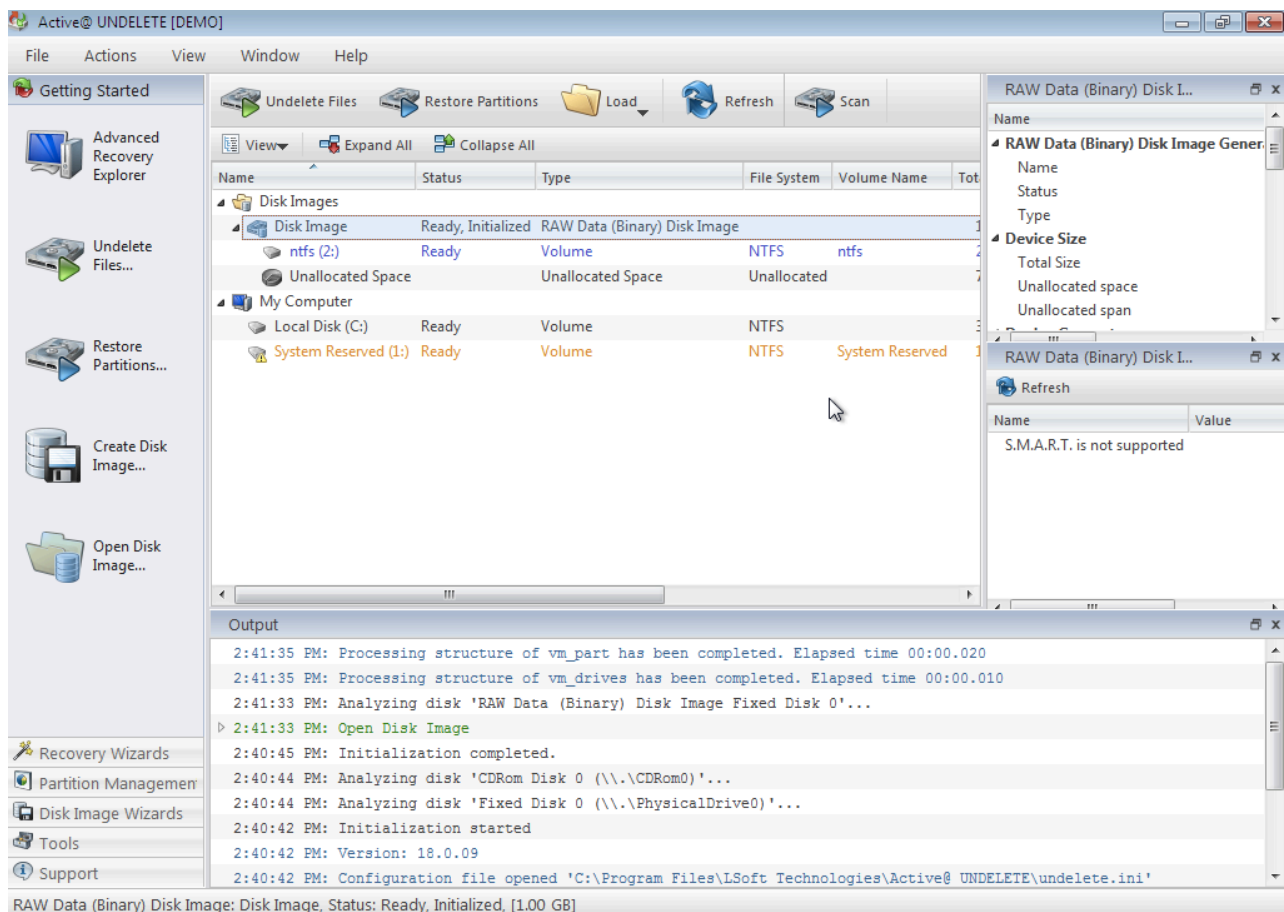 Active@ UNDELETE [DEMO]
File Actions View Window Help
Getting Started
Advanced Recovery Explorer
Undelete Files...
Restore Partitions...
Create Disk Image...
Open Disk Image...
Recovery Wizards
Partition Managemen
Disk Image Wizards
Tools
Support
Undelete Files Restore Partitions Load Refresh Scan
View Expand All Collapse All
Name Status Type File System Volume Name Tot
Disk Images
Disk Image Ready, Initialized RAW Data (Binary) Disk Image 1
ntfs (2:) Ready Volume NTFS ntfs 2
Unallocated Space Unallocated Space Unallocated 7
My Computer
Local Disk (C:) Ready Volume NTFS 3
System Reserved (1:) Ready Volume NTFS System Reserved 1
RAW Data (Binary) Disk I...
Name
RAW Data (Binary) Disk Image Gener
Name
Status
Type
Device Size
Total Size
Unallocated space
Unallocated span
RAW Data (Binary) Disk I...
Refresh
Name Value
S.M.A.R.T. is not supported
Output
2:41:35 PM: Processing structure of vm_part has been completed. Elapsed time 00:00.020
2:41:35 PM: Processing structure of vm_drives has been completed. Elapsed time 00:00.010
2:41:33 PM: Analyzing disk 'RAW Data (Binary) Disk Image Fixed Disk 0'...
2:41:33 PM: Open Disk Image
2:40:45 PM: Initialization completed.
2:40:44 PM: Analyzing disk 'CDRom Disk 0 (\\.\CDRom0)'...
2:40:44 PM: Analyzing disk 'Fixed Disk 0 (\\.\PhysicalDrive0)'...
2:40:42 PM: Initialization started
2:40:42 PM: Version: 18.0.09
2:40:42 PM: Configuration file opened 'C:\Program Files\LSoft Technologies\Active@ UNDELETE\undelete.ini'
RAW Data (Binary) Disk Image: Disk Image, Status: Ready, Initialized, [1.00 GB]